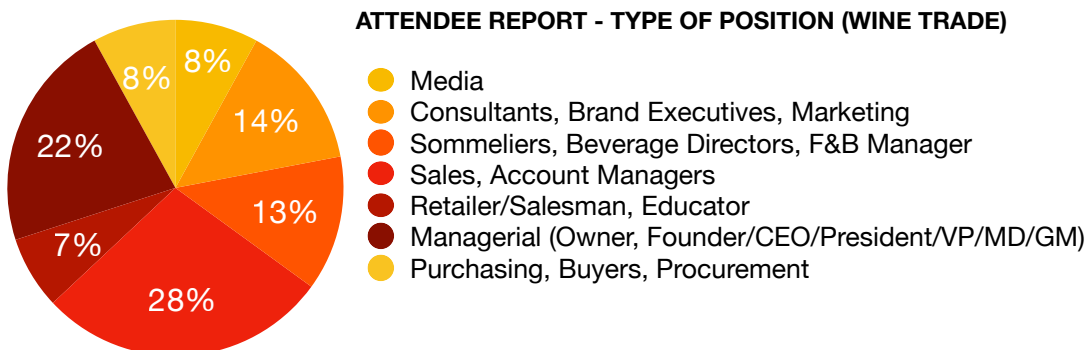 ATTENDEE REPORT - TYPE OF POSITION (WINE TRADE)
Media
Consultants, Brand Executives, Marketing
Sommeliers, Beverage Directors, F&B Manager
Sales, Account Managers
Retailer/Salesman, Educator
Managerial (Owner, Founder/CEO/President/VP/MD/GM)
Purchasing, Buyers, Procurement
8%
14%
13%
28%
7%
22%
8%